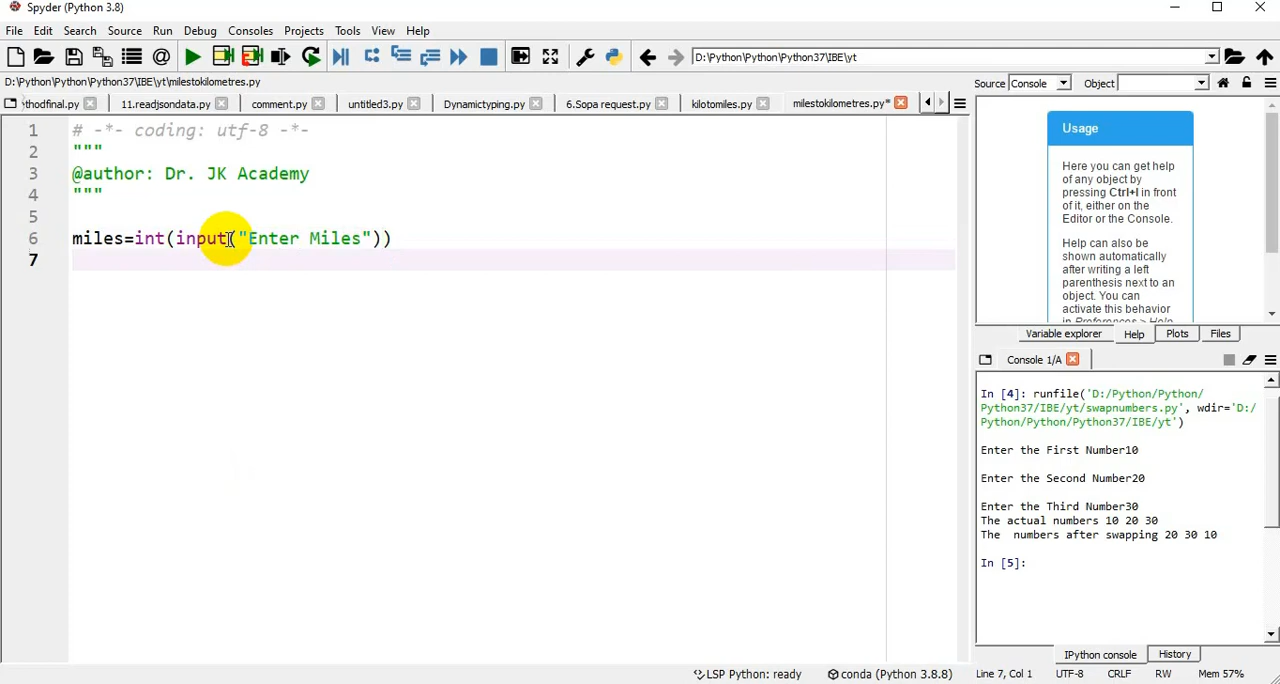 Spyder (Python 3.8)
File Edit Search Source Run Debug Consoles Projects Tools View Help
D:\Python\Python\Python37\IBE\yt
D:\Python\Python\Python37\IBE\yt\milestokilometres.py
thodfinal.py 11.readjsondata.py comment.py untitled3.py Dynamictyping.py 6.Sopa request.py kilotomiles.py milestokilometres.py*
1 # -*- coding: utf-8 -*-
2 """
3 @author: Dr. JK Academy
4 """
5
6 miles=int(input("Enter Miles"))
7
Source Console Object
Usage
Here you can get help
of any object by
pressing Ctrl+I in front
of it, either on the
Editor or the Console.
Help can also be
shown automatically
after writing a left
parenthesis next to an
object. You can
activate this behavior
in Preferences > Help.
Variable explorer Help Plots Files
Console 1/A
In [4]: runfile('D:/Python/Python/
Python37/IBE/yt/swapnumbers.py', wdir='D:/
Python/Python/Python37/IBE/yt')
Enter the First Number10
Enter the Second Number20
Enter the Third Number30
The actual numbers 10 20 30
The  numbers after swapping 20 30 10
In [5]:
IPython console History
LSP Python: ready conda (Python 3.8.8) Line 7, Col 1 UTF-8 CRLF RW Mem 57%